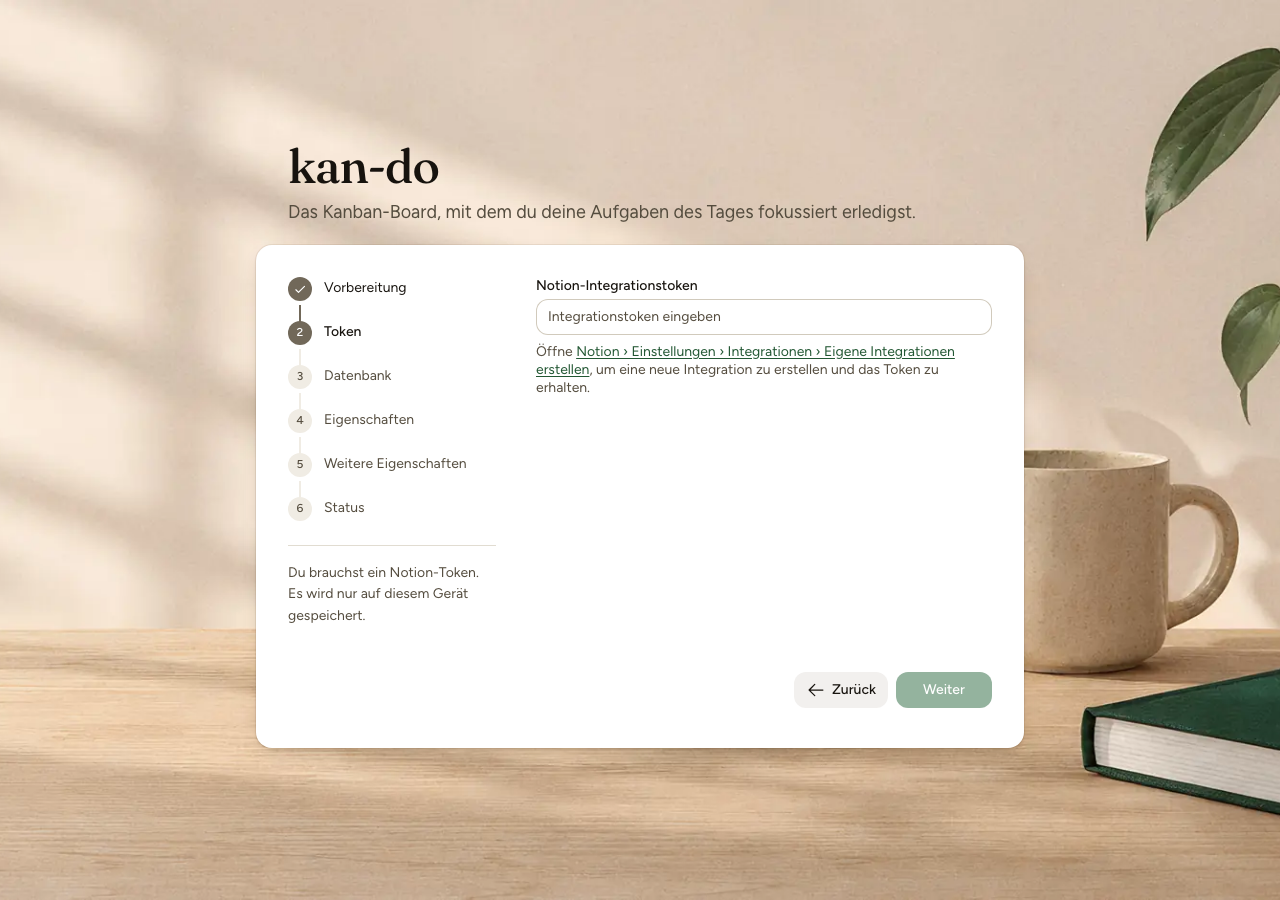 kan-do
Das Kanban-Board, mit dem du deine Aufgaben des Tages fokussiert erledigst.
Vorbereitung
2 Token
3 Datenbank
4 Eigenschaften
5 Weitere Eigenschaften
6 Status
Du brauchst ein Notion-Token.
Es wird nur auf diesem Gerät
gespeichert.
Notion-Integrationstoken
Integrationstoken eingeben
Öffne Notion › Einstellungen › Integrationen › Eigene Integrationen
erstellen, um eine neue Integration zu erstellen und das Token zu
erhalten.
Zurück
Weiter